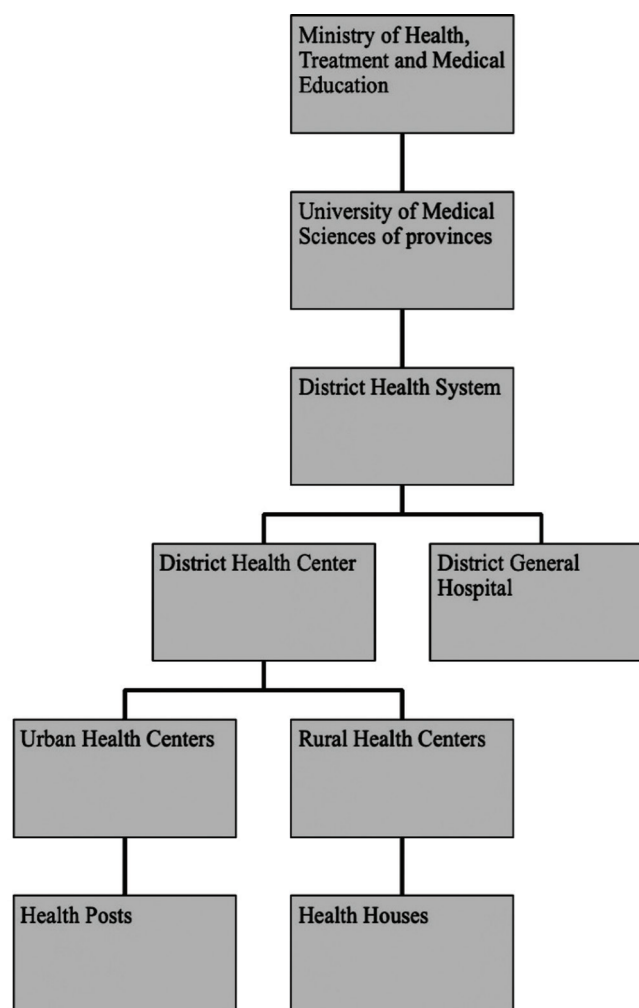 Ministry of Health,
Treatment and Medical
Education
University of Medical
Sciences of provinces
District Health System
District Health Center
District General
Hospital
Urban Health Centers
Rural Health Centers
Health Posts
Health Houses